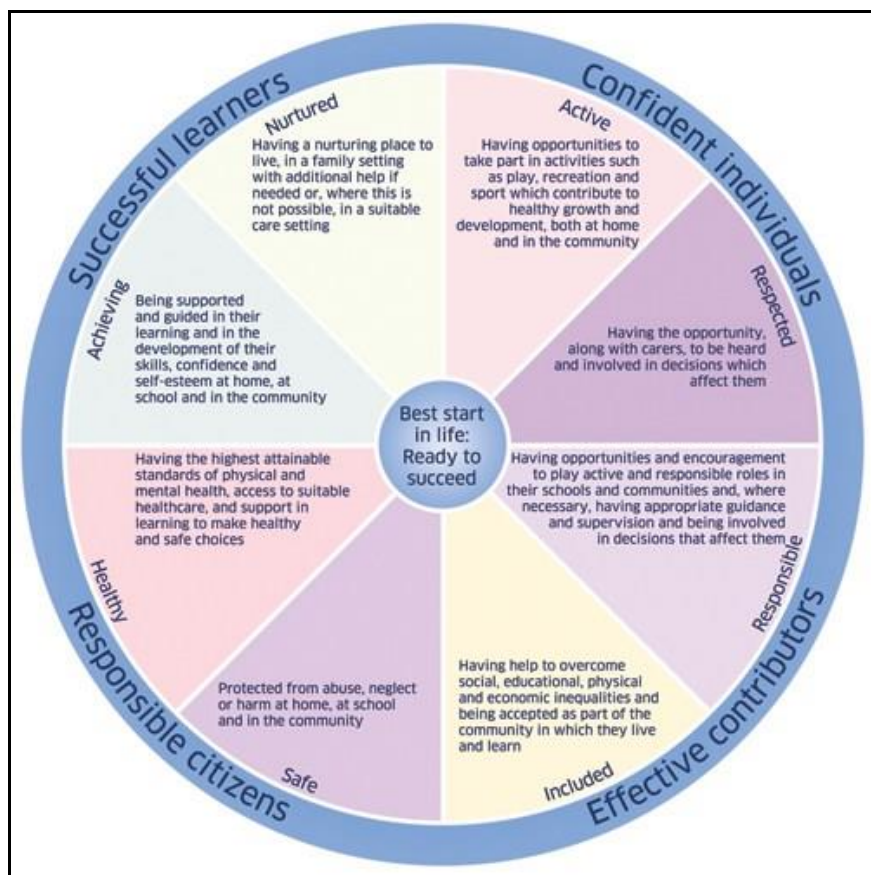 Successful learners
Confident individuals
Nurtured
Having a nurturing place to
live, in a family setting
with additional help if
needed or, where this is
not possible, in a suitable
care setting
Active
Having opportunities to
take part in activities such
as play, recreation and
sport which contribute to
healthy growth and
development, both at home
and in the community
Achieving
Being supported
and guided in their
learning and in the
development of their
skills, confidence and
self-esteem at home, at
school and in the community
Respected
Having the opportunity,
along with carers, to be heard
and involved in decisions which
affect them
Best start
in life:
Ready to
succeed
Healthy
Having the highest attainable
standards of physical and
mental health, access to suitable
healthcare, and support in
learning to make healthy
and safe choices
Responsible
Having opportunities and encouragement
to play active and responsible roles in
their schools and communities and, where
necessary, having appropriate guidance
and supervision and being involved
in decisions that affect them
Safe
Protected from abuse, neglect
or harm at home, at school
and in the community
Included
Having help to overcome
social, educational, physical
and economic inequalities and
being accepted as part of the
community in which they live
and learn
Responsible citizens
Effective contributors